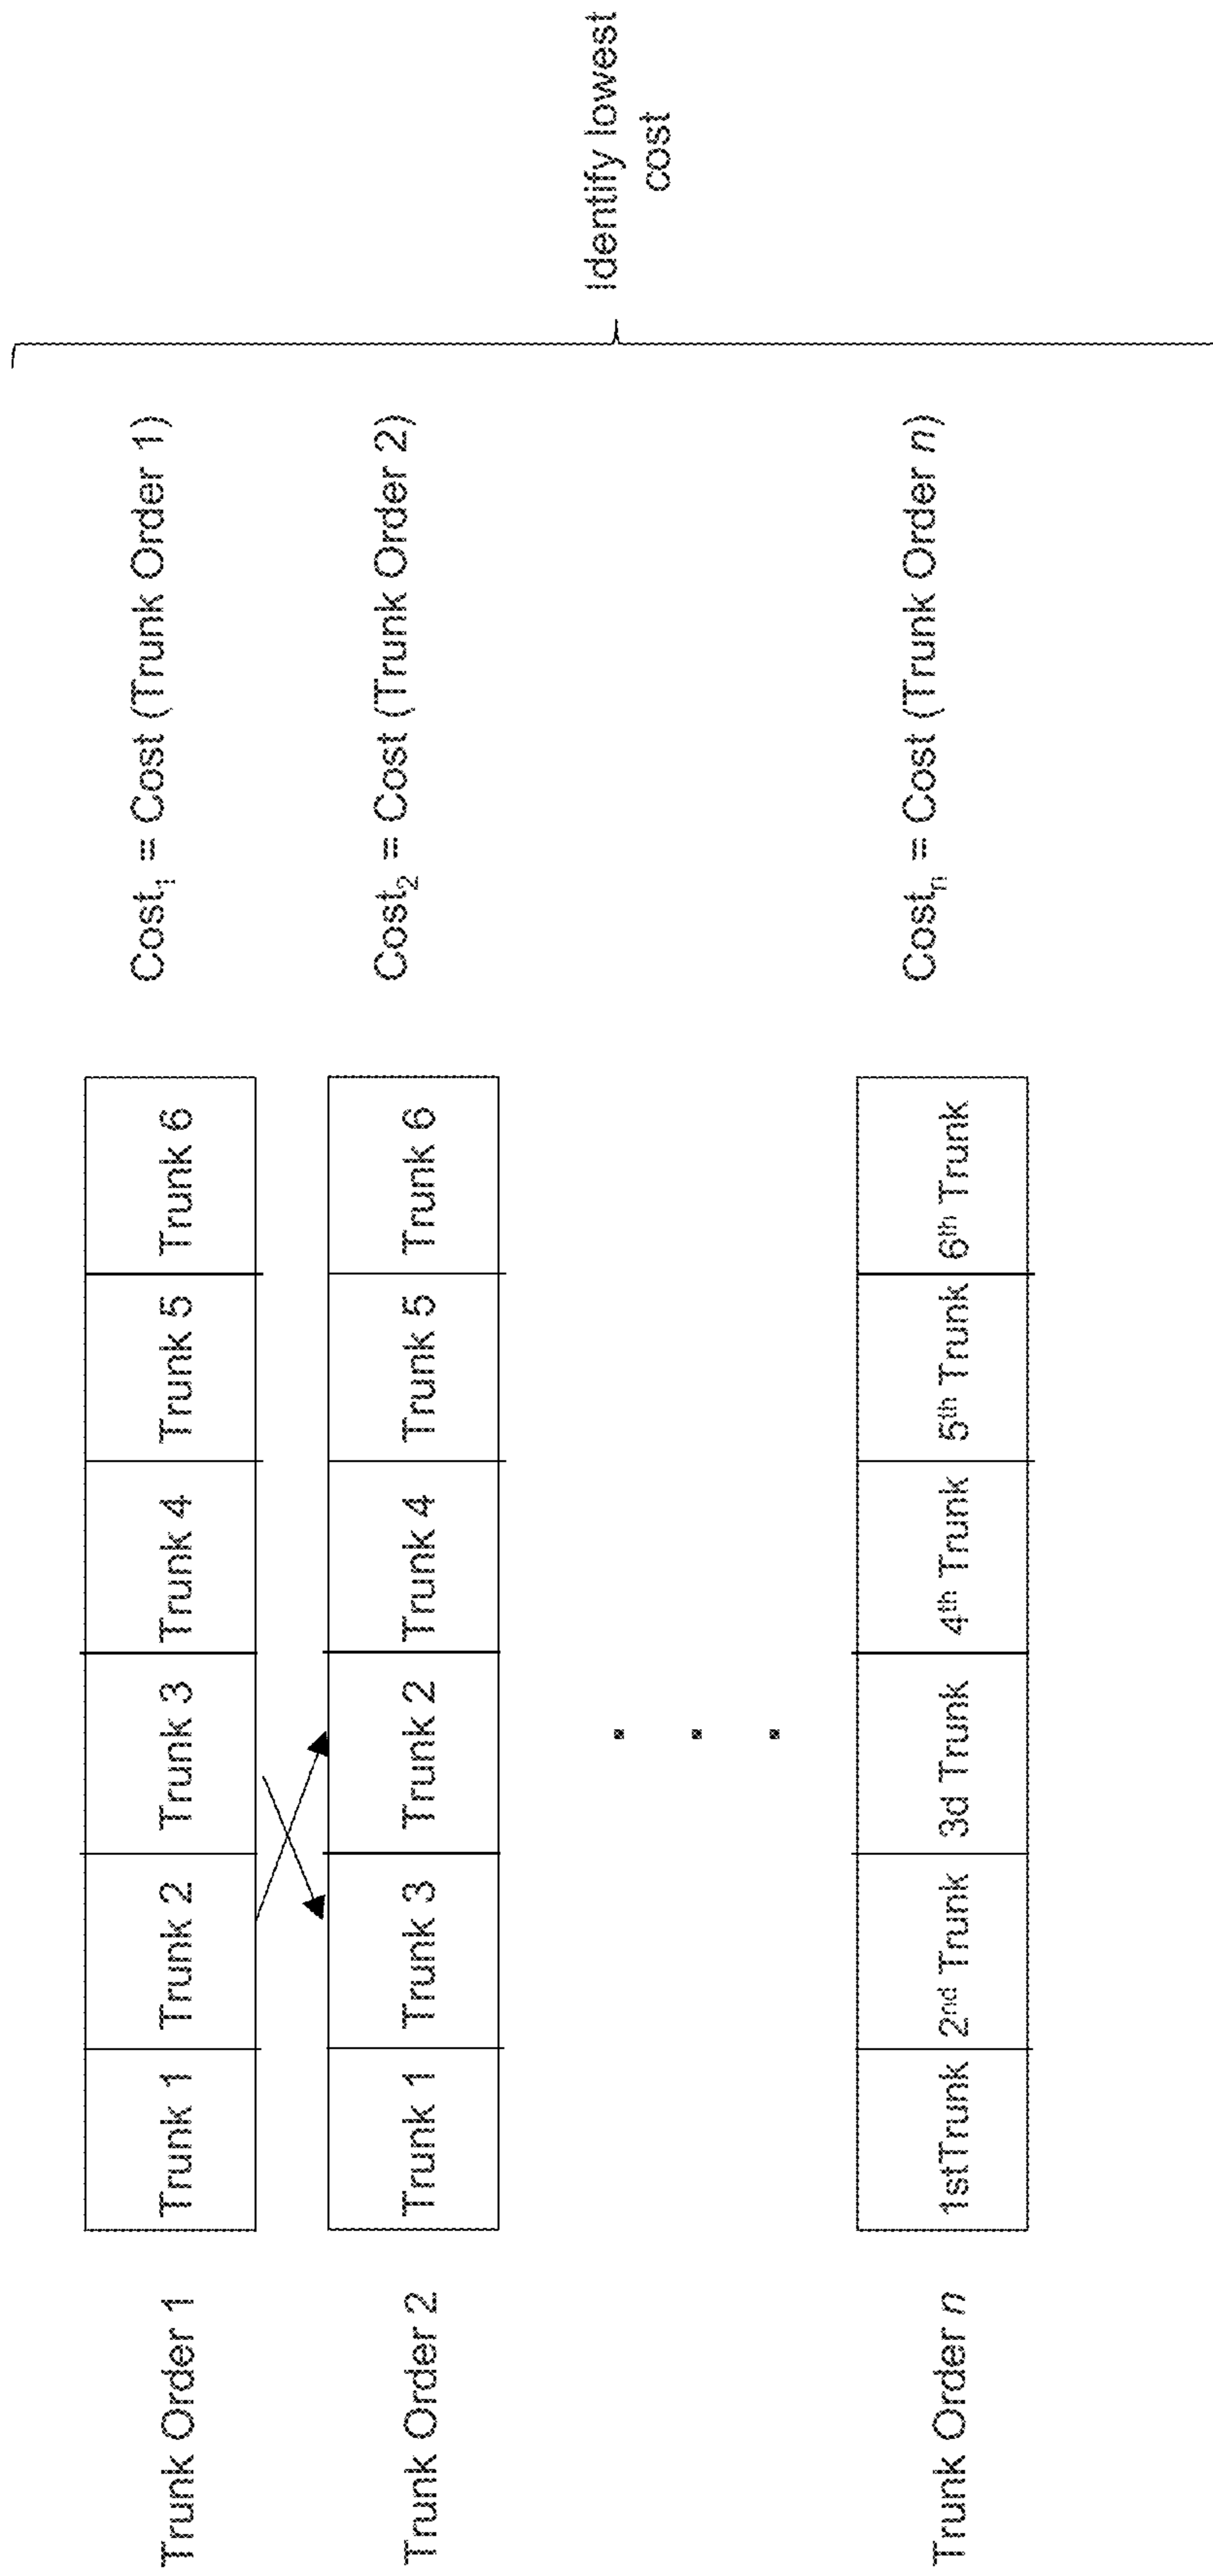 Trunk Order 1
Trunk 1 Trunk 2 Trunk 3 Trunk 4 Trunk 5 Trunk 6
Cost₁ = Cost (Trunk Order 1)
Trunk Order 2
Trunk 1 Trunk 3 Trunk 2 Trunk 4 Trunk 5 Trunk 6
Cost₂ = Cost (Trunk Order 2)
Trunk Order n
1stTrunk 2nd Trunk 3d Trunk 4th Trunk 5th Trunk 6th Trunk
Costₙ = Cost (Trunk Order n)
Identify lowest
cost